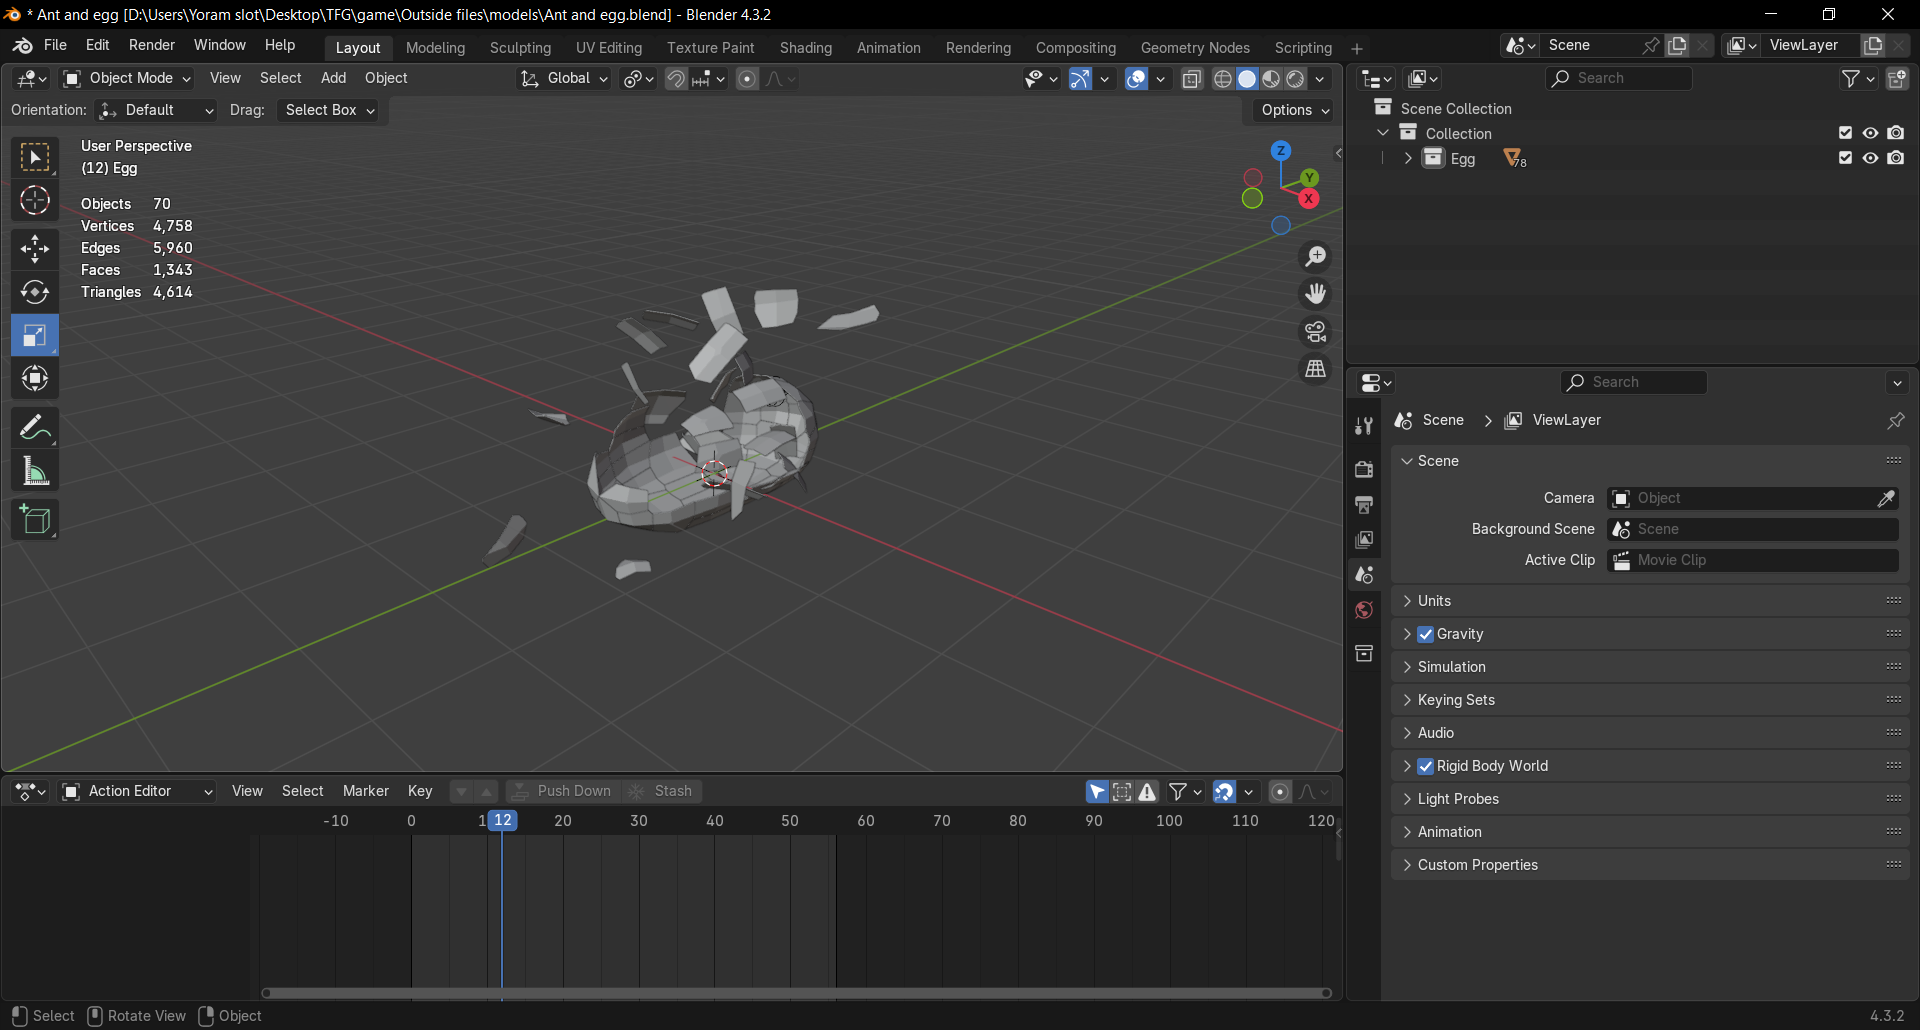 * Ant and egg [D:\Users\Yoram slot\Desktop\TFG\game\Outside files\models\Ant and egg.blend] - Blender 4.3.2
File Edit Render Window Help Layout Modeling Sculpting UV Editing Texture Paint Shading Animation Rendering Compositing Geometry Nodes Scripting + Scene ViewLayer
Object Mode View Select Add Object Global Search
Orientation: Default Drag: Select Box Options
Scene Collection
Collection
Egg 78
User Perspective
(12) Egg
Objects 70
Vertices 4,758
Edges 5,960
Faces 1,343
Triangles 4,614
Z
Y
X
Search
Scene ViewLayer
Scene
Camera Object
Background Scene Scene
Active Clip Movie Clip
Units
Gravity
Simulation
Keying Sets
Audio
Rigid Body World
Light Probes
Animation
Custom Properties
Action Editor View Select Marker Key Push Down Stash
-10 0 1 12 20 30 40 50 60 70 80 90 100 110 120
Select Rotate View Object 4.3.2